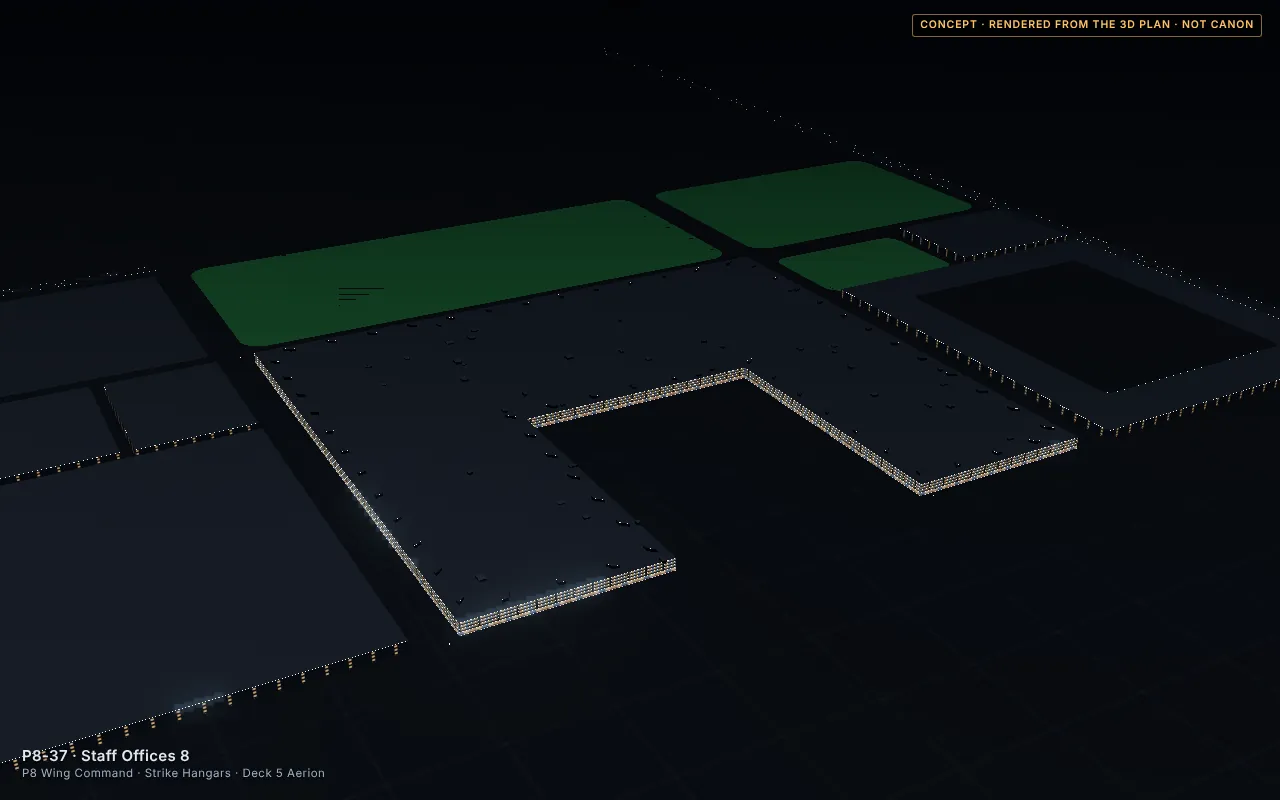 CONCEPT · RENDERED FROM THE 3D PLAN · NOT CANON
P8-37 · Staff Offices 8
P8 Wing Command · Strike Hangars · Deck 5 Aerion